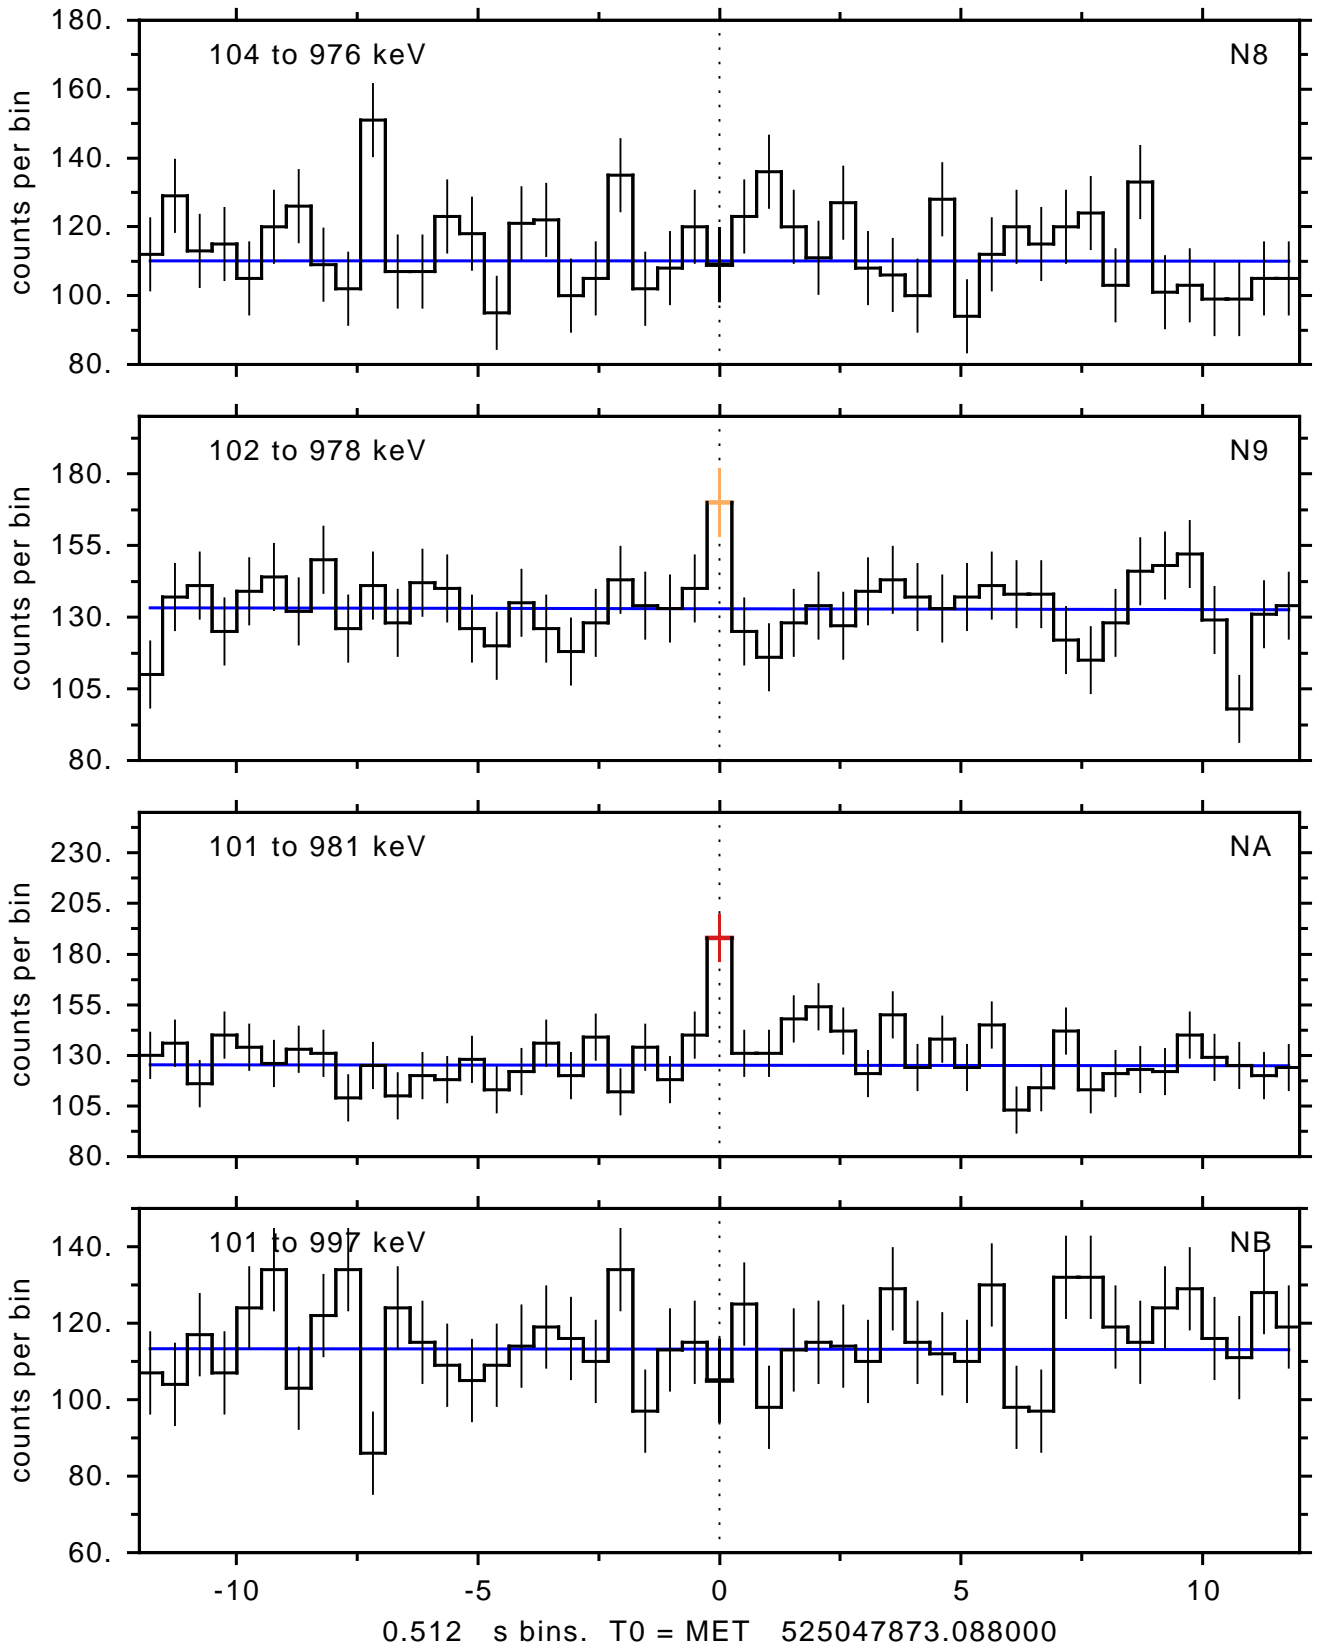 180.
104 to 976 keV N8
160.
140.
120.
100.
80.
counts per bin
102 to 978 keV N9
180.
155.
130.
105.
80.
counts per bin
101 to 981 keV NA
230.
205.
180.
155.
130.
105.
80.
counts per bin
101 to 997 keV NB
140.
120.
100.
80.
60.
counts per bin
-10 -5 0 5 10
0.512 s bins. T0 = MET 525047873.088000